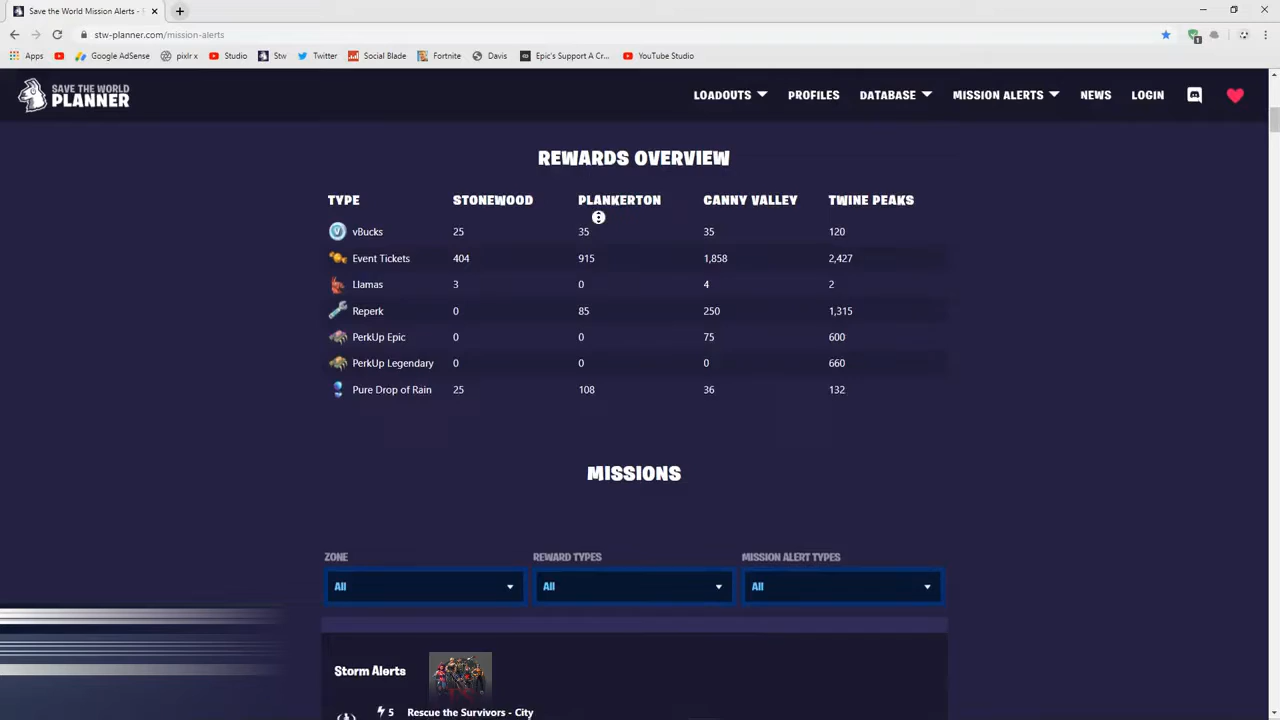 Save the World Mission Alerts - S
stw-planner.com/mission-alerts
Apps Google AdSense pixlr x Studio Stw Twitter Social Blade Fortnite Davis Epic's Support A Cr... YouTube Studio
SAVE THE WORLD
PLANNER
LOADOUTS PROFILES DATABASE MISSION ALERTS NEWS LOGIN
REWARDS OVERVIEW
TYPE STONEWOOD PLANKERTON CANNY VALLEY TWINE PEAKS
vBucks 25 35 35 120
Event Tickets 404 915 1,858 2,427
Llamas 3 0 4 2
Reperk 0 85 250 1,315
PerkUp Epic 0 0 75 600
PerkUp Legendary 0 0 0 660
Pure Drop of Rain 25 108 36 132
MISSIONS
ZONE REWARD TYPES MISSION ALERT TYPES
All All All
Storm Alerts
5 Rescue the Survivors - City